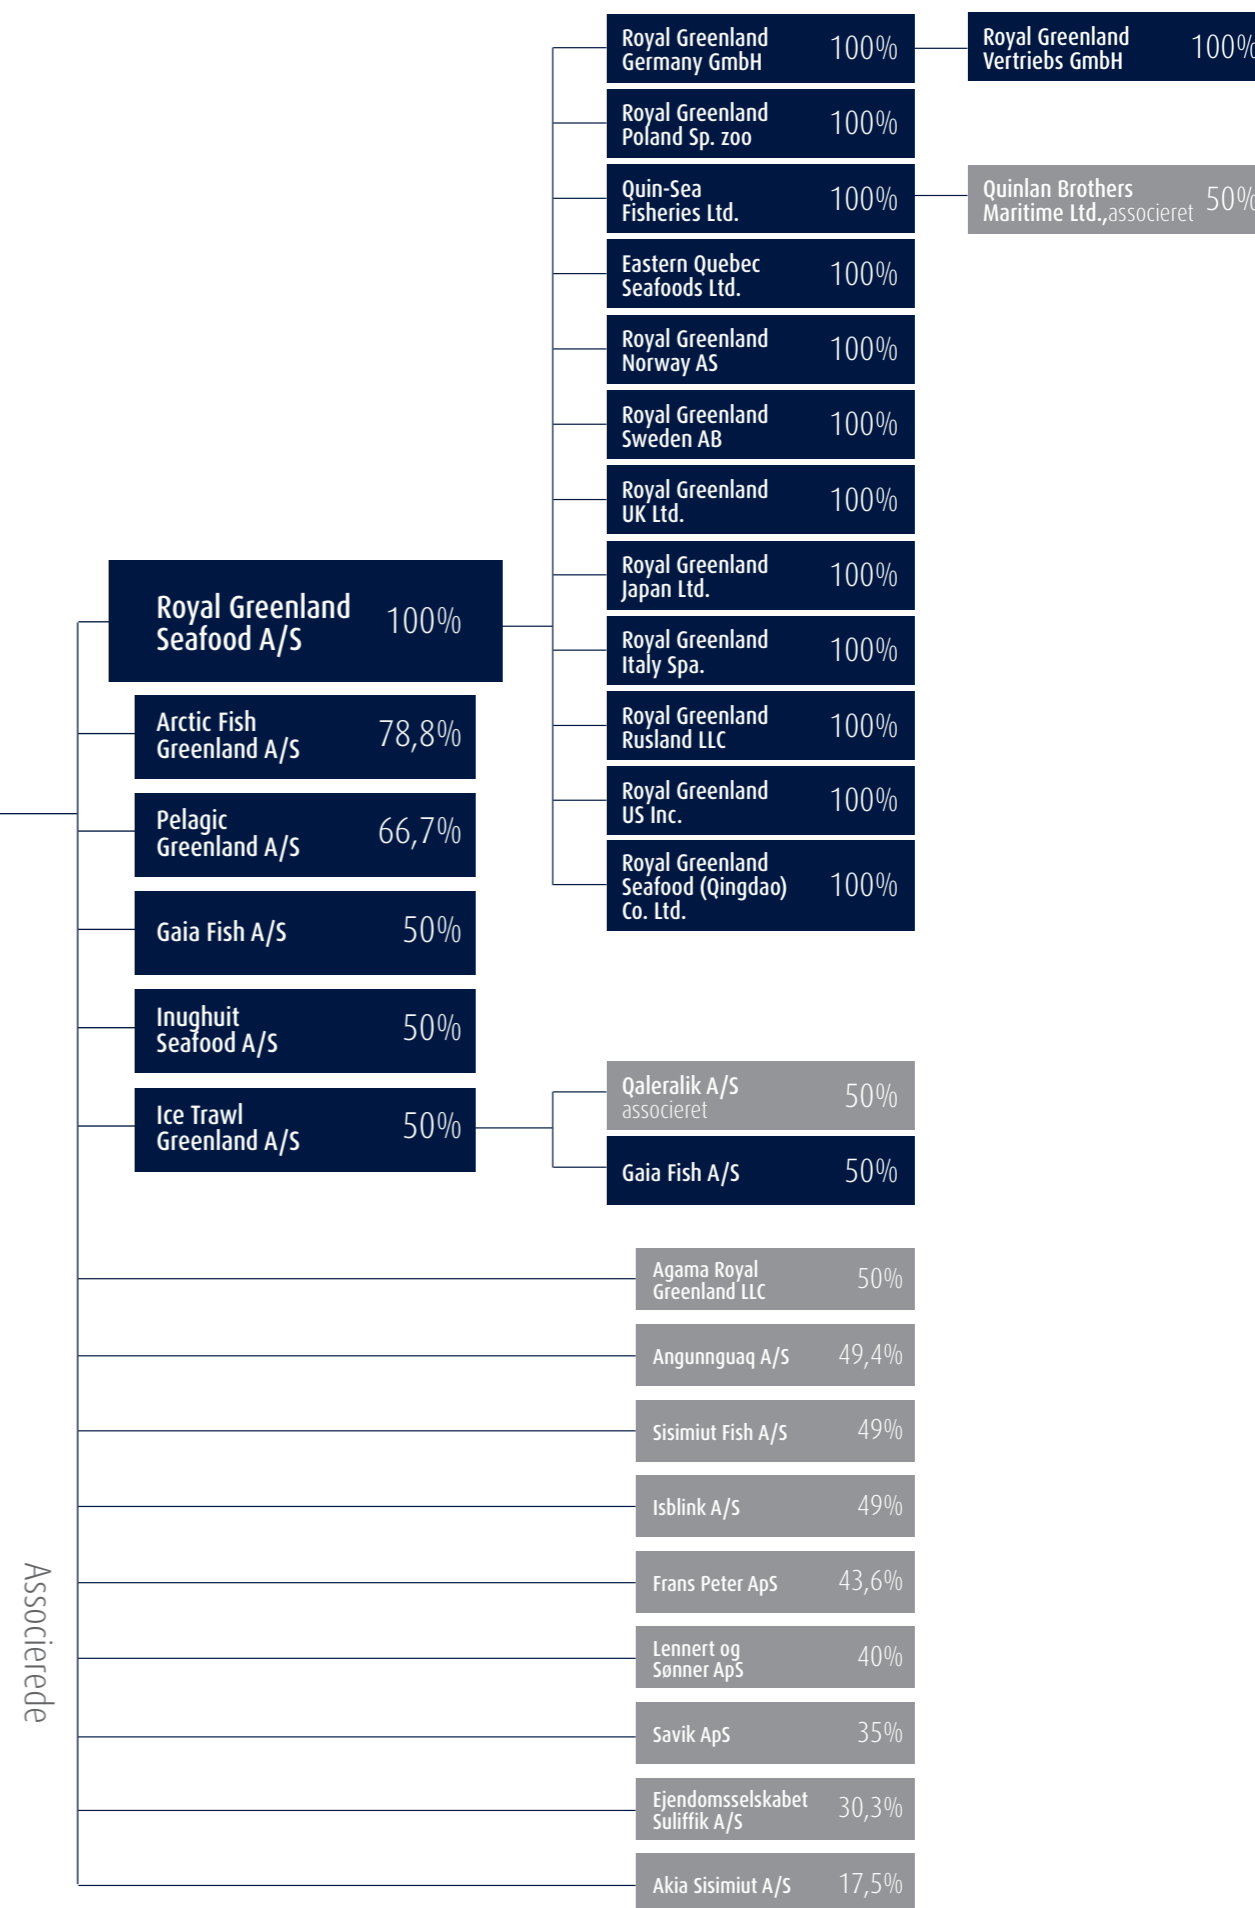 Royal Greenland
Germany GmbH
100%
Royal Greenland
Vertriebs GmbH
100%
Royal Greenland
Poland Sp. zoo
100%
Quin-Sea
Fisheries Ltd.
100%
Quinlan Brothers
Maritime Ltd.,associeret
50%
Eastern Quebec
Seafoods Ltd.
100%
Royal Greenland
Norway AS
100%
Royal Greenland
Sweden AB
100%
Royal Greenland
UK Ltd.
100%
Royal Greenland
Japan Ltd.
100%
Royal Greenland
Italy Spa.
100%
Royal Greenland
Rusland LLC
100%
Royal Greenland
US Inc.
100%
Royal Greenland
Seafood (Qingdao)
Co. Ltd.
100%
Royal Greenland
Seafood A/S
100%
Arctic Fish
Greenland A/S
78,8%
Pelagic
Greenland A/S
66,7%
Gaia Fish A/S
50%
Inughuit
Seafood A/S
50%
Ice Trawl
Greenland A/S
50%
Qaleralik A/S
associeret
50%
Gaia Fish A/S
50%
Associerede
Agama Royal
Greenland LLC
50%
Angunnguaq A/S
49,4%
Sisimiut Fish A/S
49%
Isblink A/S
49%
Frans Peter ApS
43,6%
Lennert og
Sønner ApS
40%
Savik ApS
35%
Ejendomsselskabet
Suliffik A/S
30,3%
Akia Sisimiut A/S
17,5%